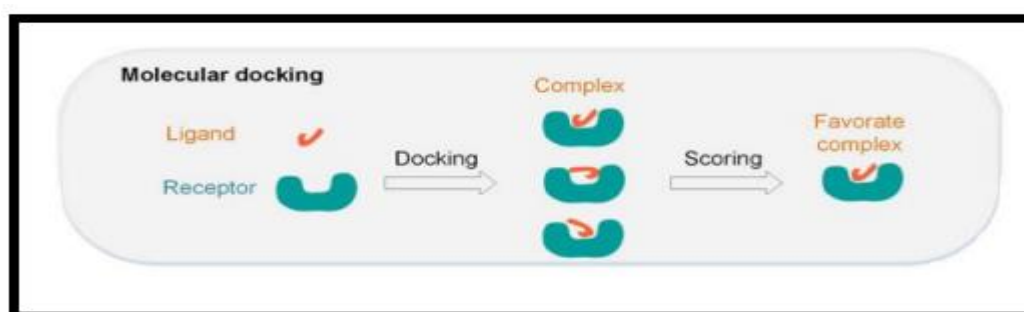 Molecular docking
Ligand
Receptor
Docking
Complex
Scoring
Favorate
complex